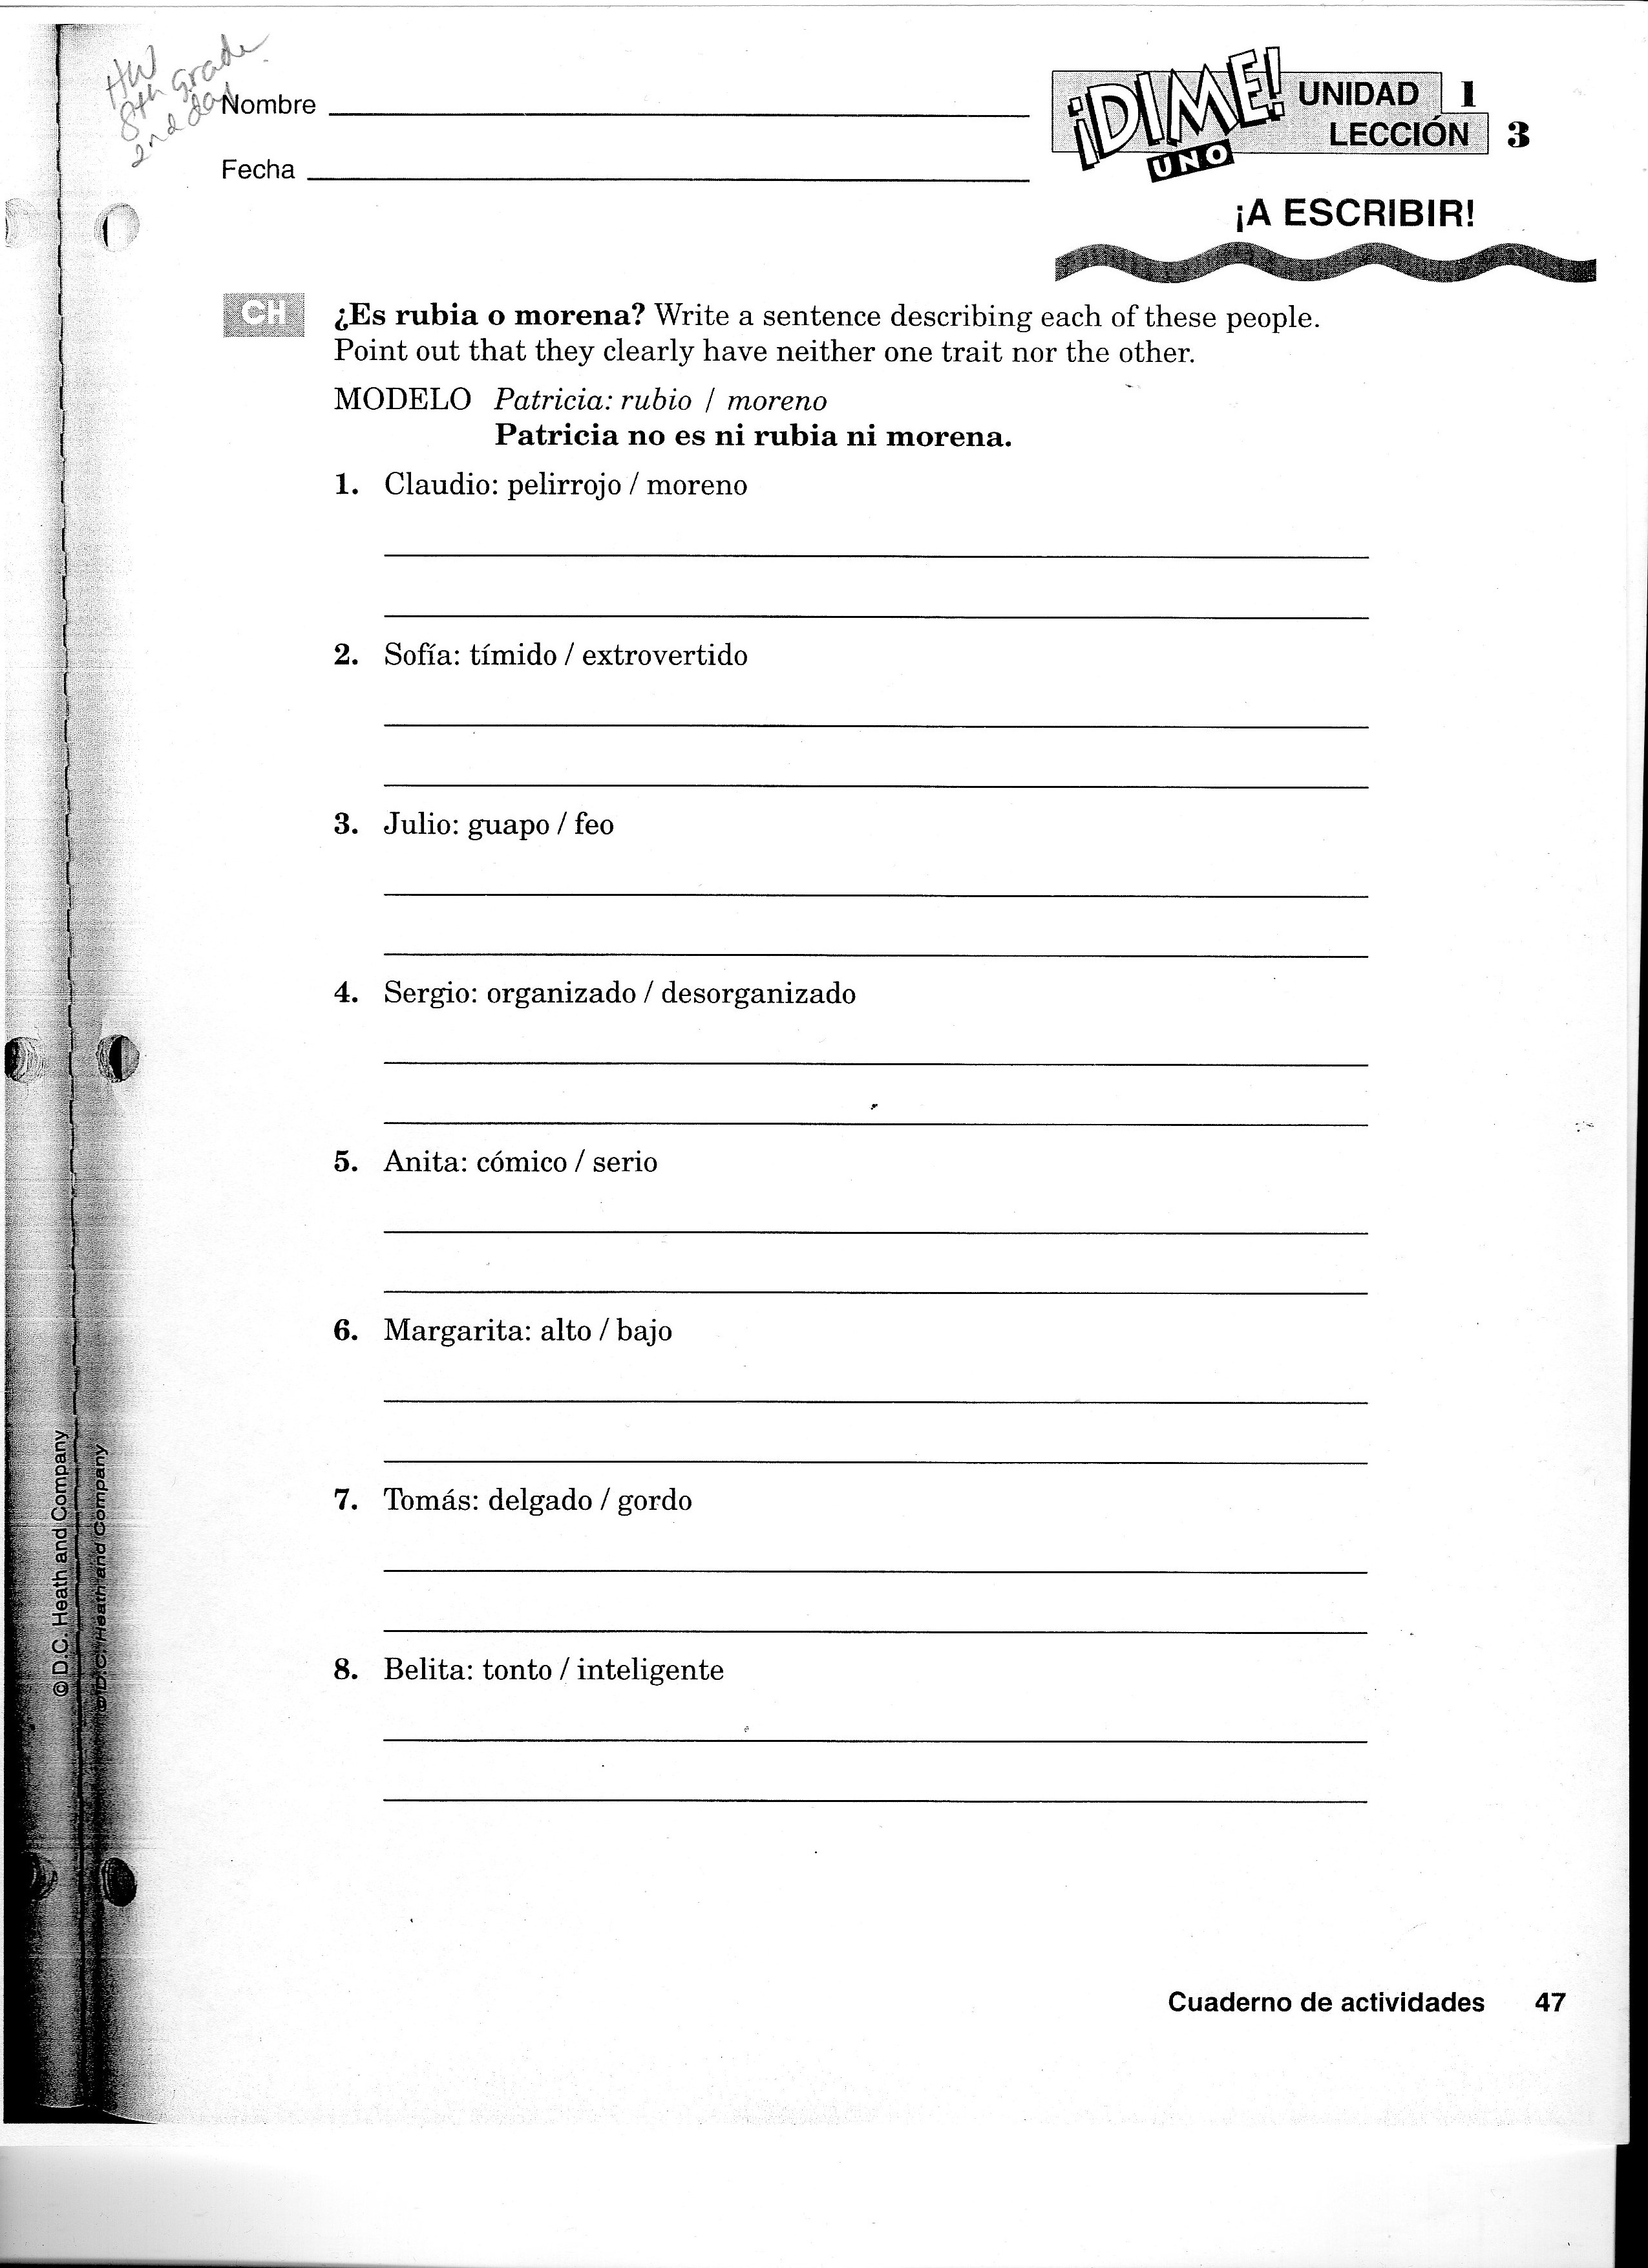 HW
8th grade
2nd day
Nombre
Fecha
¡DIME!
UNO
UNIDAD 1
LECCIÓN 3
¡A ESCRIBIR!
CH
¿Es rubia o morena? Write a sentence describing each of these people.
Point out that they clearly have neither one trait nor the other.
MODELO Patricia: rubio / moreno
Patricia no es ni rubia ni morena.
1. Claudio: pelirrojo / moreno
2. Sofía: tímido / extrovertido
3. Julio: guapo / feo
4. Sergio: organizado / desorganizado
5. Anita: cómico / serio
6. Margarita: alto / bajo
7. Tomás: delgado / gordo
8. Belita: tonto / inteligente
© D.C. Heath and Company
© D.C. Heath and Company
Cuaderno de actividades 47